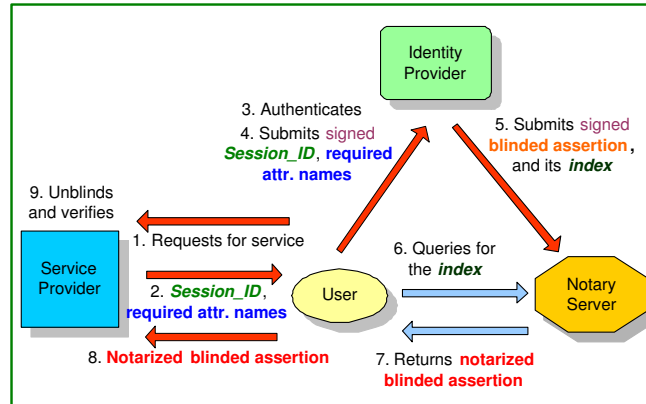 Identity
Provider
3. Authenticates
4. Submits signed
Session_ID, required
attr. names
5. Submits signed
blinded assertion,
and its index
9. Unblinds
and verifies
1. Requests for service
Service
Provider
2. Session_ID,
required attr. names
User
6. Queries for
the index
Notary
Server
8. Notarized blinded assertion
7. Returns notarized
blinded assertion